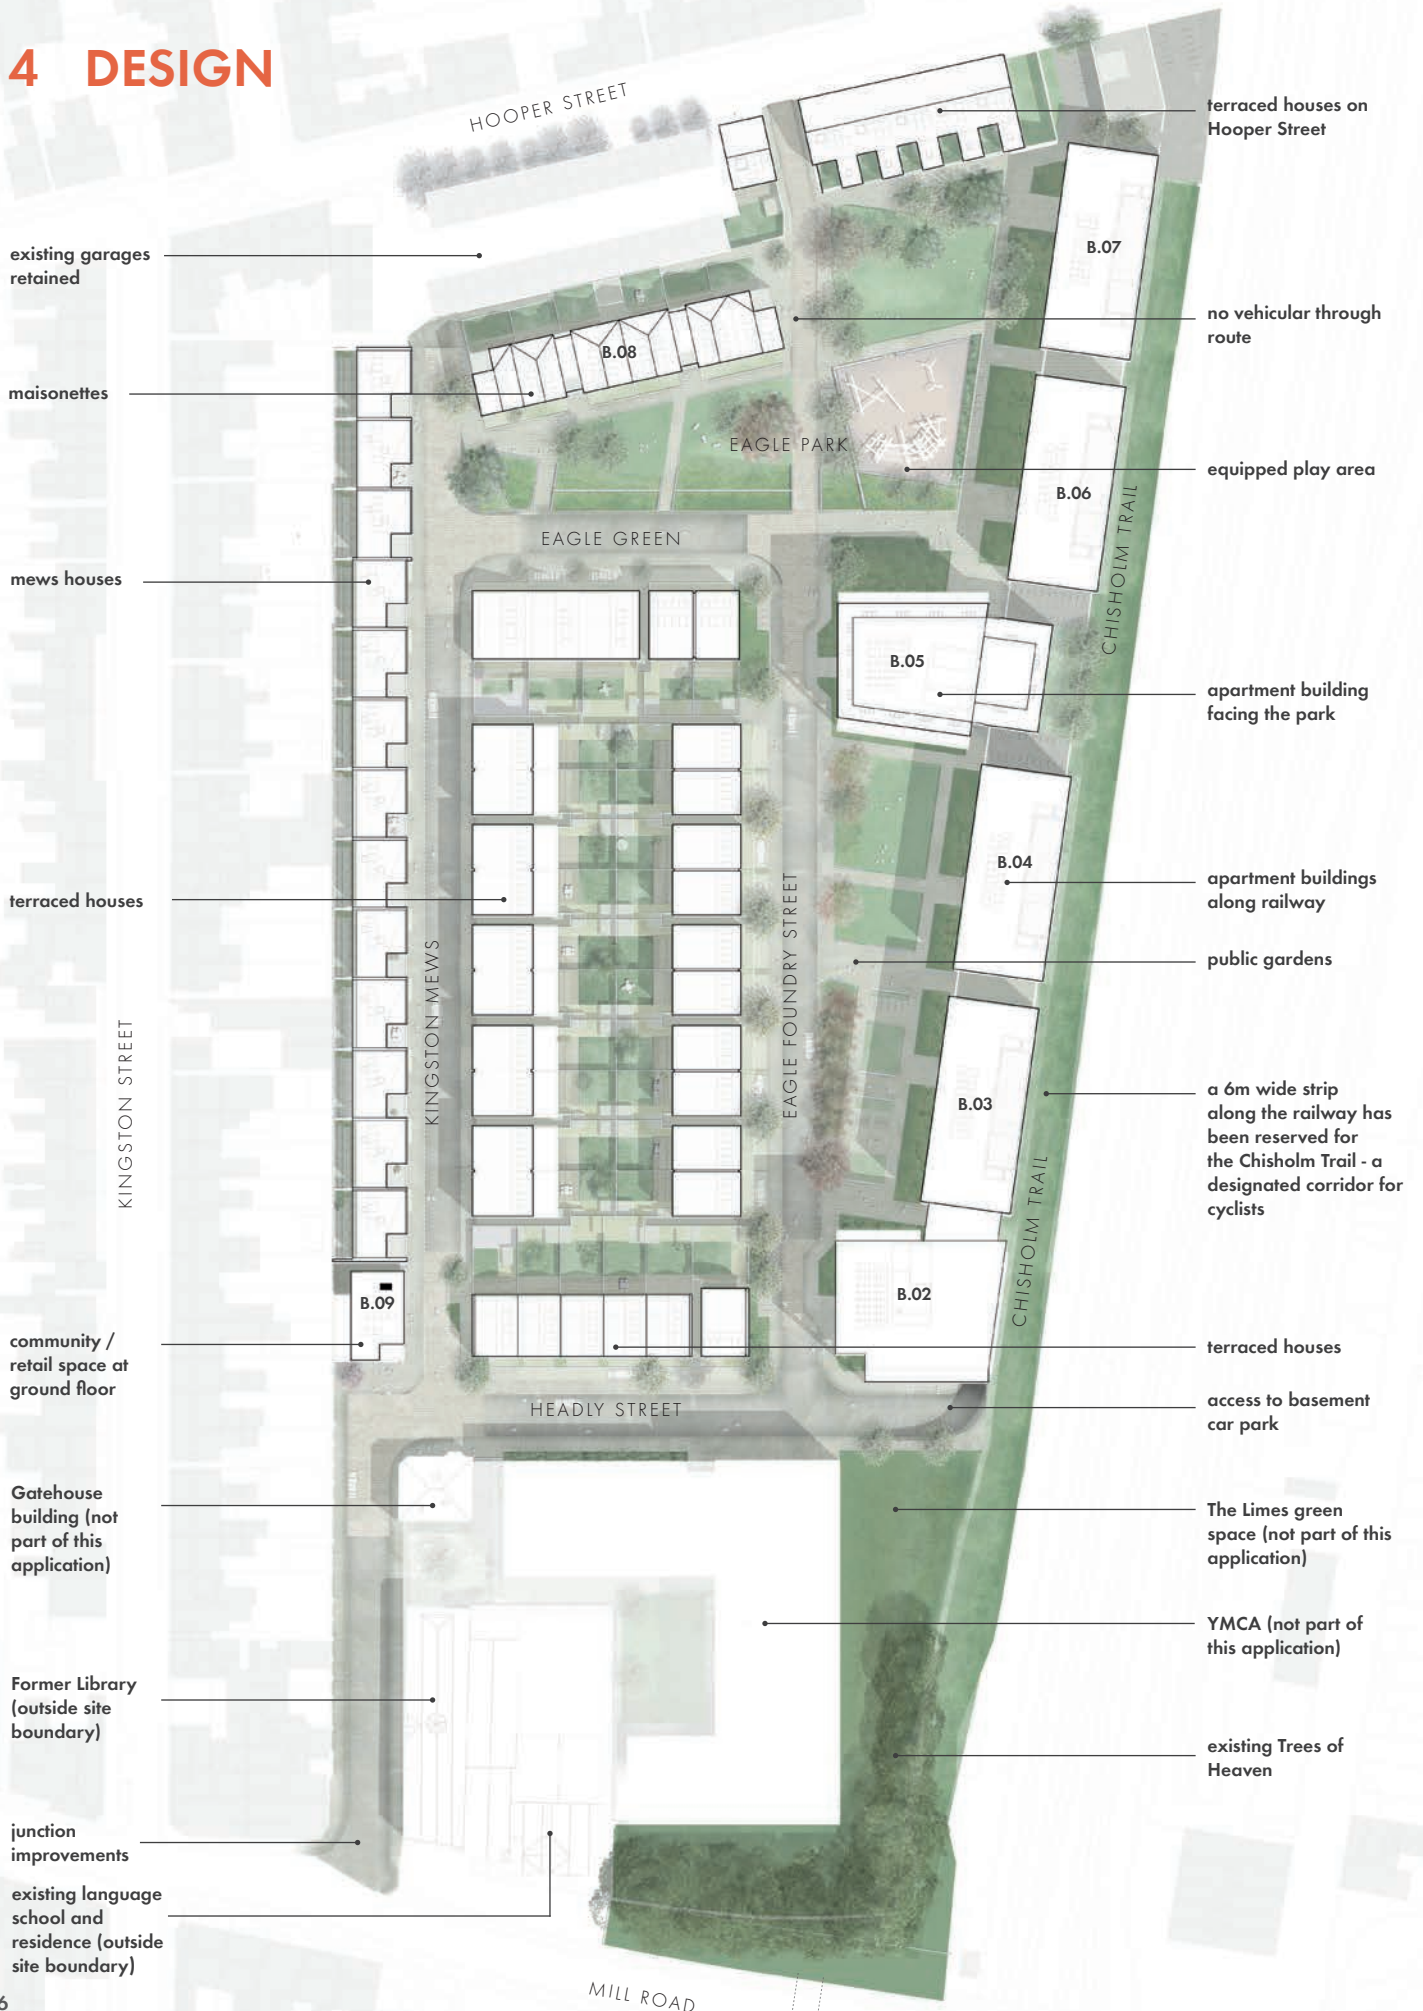 4 DESIGN
HOOPER STREET
terraced houses on
Hooper Street
existing garages
retained
B.07
no vehicular through
route
B.08
maisonettes
EAGLE PARK
equipped play area
B.06
CHISHOLM TRAIL
EAGLE GREEN
mews houses
B.05
apartment building
facing the park
B.04
apartment buildings
along railway
terraced houses
EAGLE FOUNDRY STREET
KINGSTON MEWS
public gardens
KINGSTON STREET
B.03
a 6m wide strip
along the railway has
been reserved for
the Chisholm Trail - a
designated corridor for
cyclists
CHISHOLM TRAIL
B.02
B.09
community /
retail space at
ground floor
terraced houses
HEADLY STREET
access to basement
car park
Gatehouse
building (not
part of this
application)
The Limes green
space (not part of this
application)
YMCA (not part of
this application)
Former Library
(outside site
boundary)
existing Trees of
Heaven
junction
improvements
existing language
school and
residence (outside
site boundary)
MILL ROAD
6